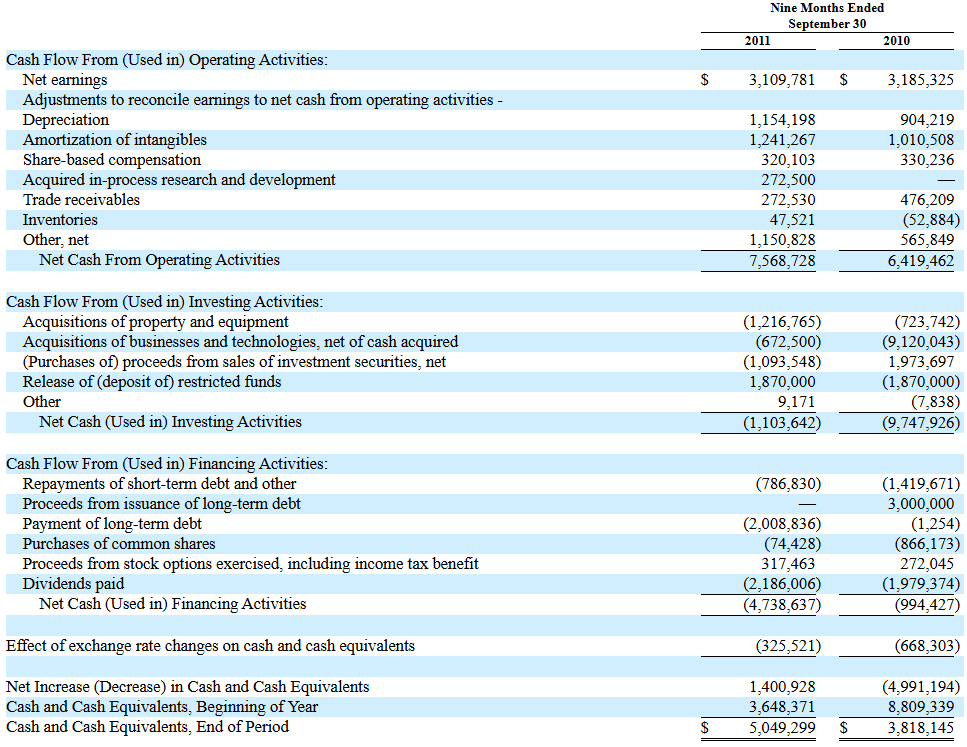 Nine Months Ended
September 30
2011 2010
Cash Flow From (Used in) Operating Activities:
Net earnings $ 3,109,781 $ 3,185,325
Adjustments to reconcile earnings to net cash from operating activities -
Depreciation 1,154,198 904,219
Amortization of intangibles 1,241,267 1,010,508
Share-based compensation 320,103 330,236
Acquired in-process research and development 272,500 —
Trade receivables 272,530 476,209
Inventories 47,521 (52,884)
Other, net 1,150,828 565,849
Net Cash From Operating Activities 7,568,728 6,419,462
Cash Flow From (Used in) Investing Activities:
Acquisitions of property and equipment (1,216,765) (723,742)
Acquisitions of businesses and technologies, net of cash acquired (672,500) (9,120,043)
(Purchases of) proceeds from sales of investment securities, net (1,093,548) 1,973,697
Release of (deposit of) restricted funds 1,870,000 (1,870,000)
Other 9,171 (7,838)
Net Cash (Used in) Investing Activities (1,103,642) (9,747,926)
Cash Flow From (Used in) Financing Activities:
Repayments of short-term debt and other (786,830) (1,419,671)
Proceeds from issuance of long-term debt — 3,000,000
Payment of long-term debt (2,008,836) (1,254)
Purchases of common shares (74,428) (866,173)
Proceeds from stock options exercised, including income tax benefit 317,463 272,045
Dividends paid (2,186,006) (1,979,374)
Net Cash (Used in) Financing Activities (4,738,637) (994,427)
Effect of exchange rate changes on cash and cash equivalents (325,521) (668,303)
Net Increase (Decrease) in Cash and Cash Equivalents 1,400,928 (4,991,194)
Cash and Cash Equivalents, Beginning of Year 3,648,371 8,809,339
Cash and Cash Equivalents, End of Period $ 5,049,299 $ 3,818,145